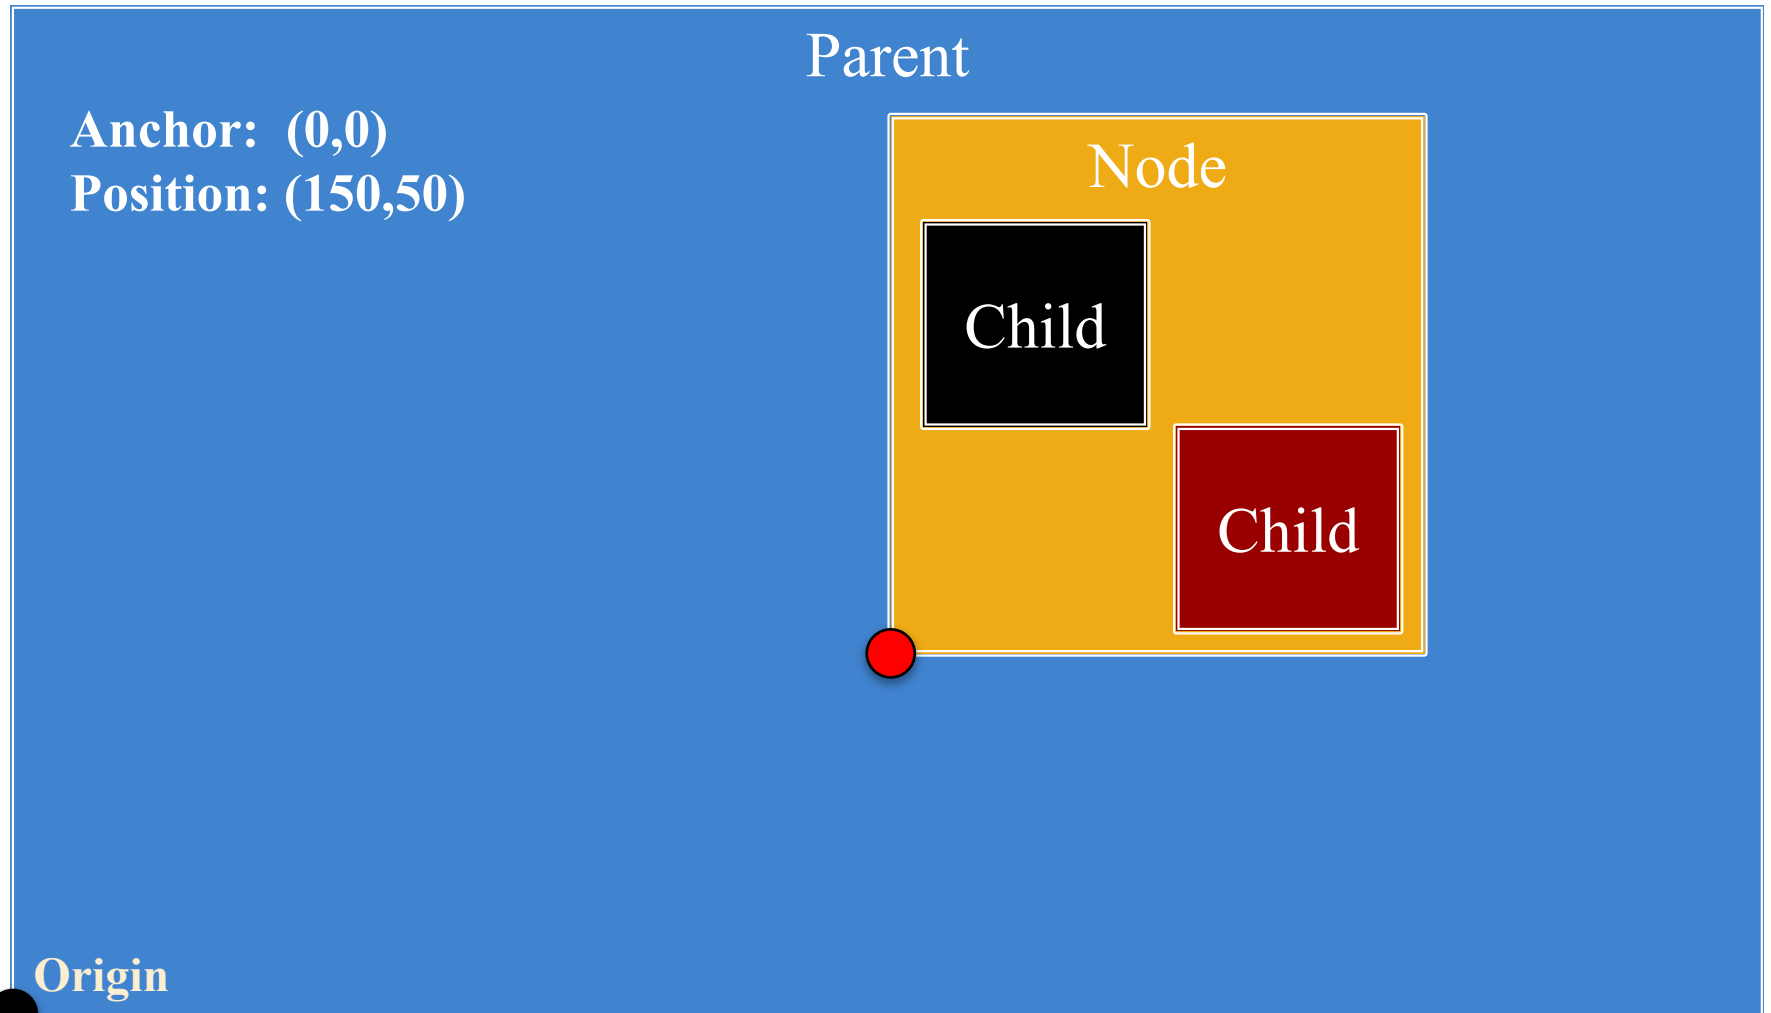 Parent
Anchor: (0,0)
Position: (150,50)
Node
Child
Child
Origin